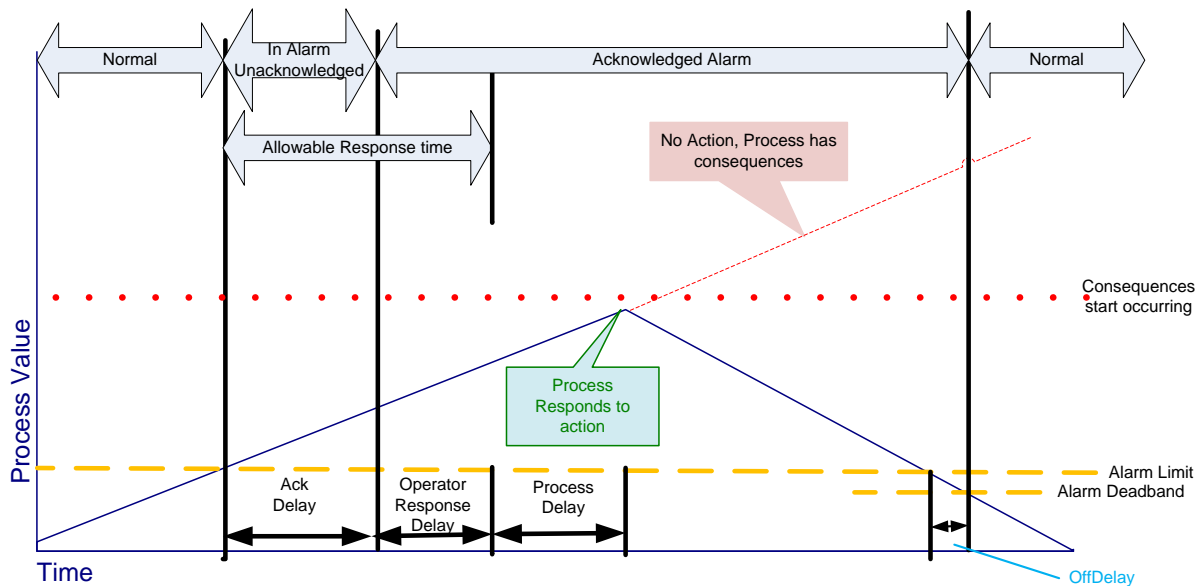 Normal
In Alarm
Unacknowledged
Acknowledged Alarm
Normal
Allowable Response time
No Action, Process has
consequences
Consequences
start occurring
Process Value
Process
Responds to
action
Alarm Limit
Alarm Deadband
Ack
Delay
Operator
Response
Delay
Process
Delay
Time
OffDelay